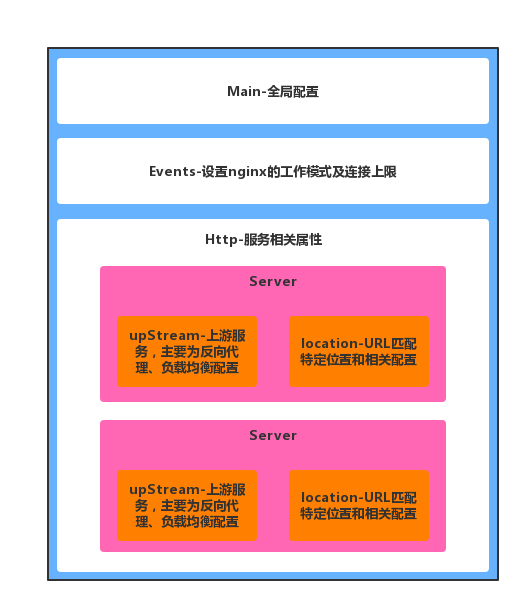 Main-全局配置
Events-设置nginx的工作模式及连接上限
Http-服务相关属性
Server
upStream-上游服
务，主要为反向代
理、负载均衡配置
location-URL匹配
特定位置和相关配置
Server
upStream-上游服
务，主要为反向代
理、负载均衡配置
location-URL匹配
特定位置和相关配置